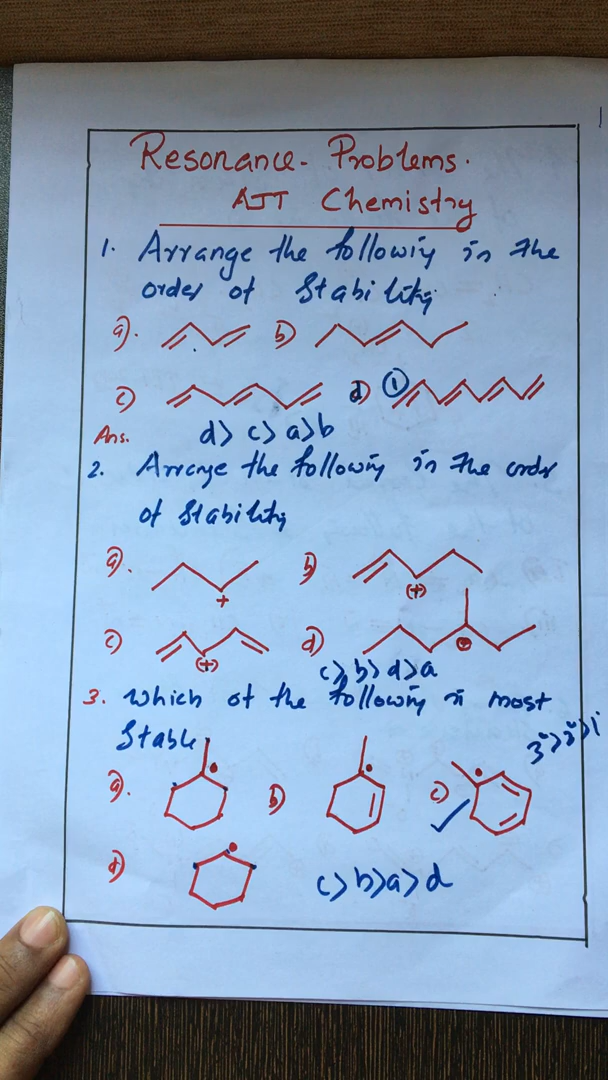 Resonance - Problems.
AJT Chemistry
1. Arrange the following in the
order of Stability
a). b)
c) d) ①
Ans. d> c> a>b
2. Arrange the following in the order
of Stability
a). + b) (+)
c) (+) d) ⊕
c> b> d>a
3. Which of the following is most
Stable 3°>2°>1°
a). b) c) ✓
d) c> b>a> d